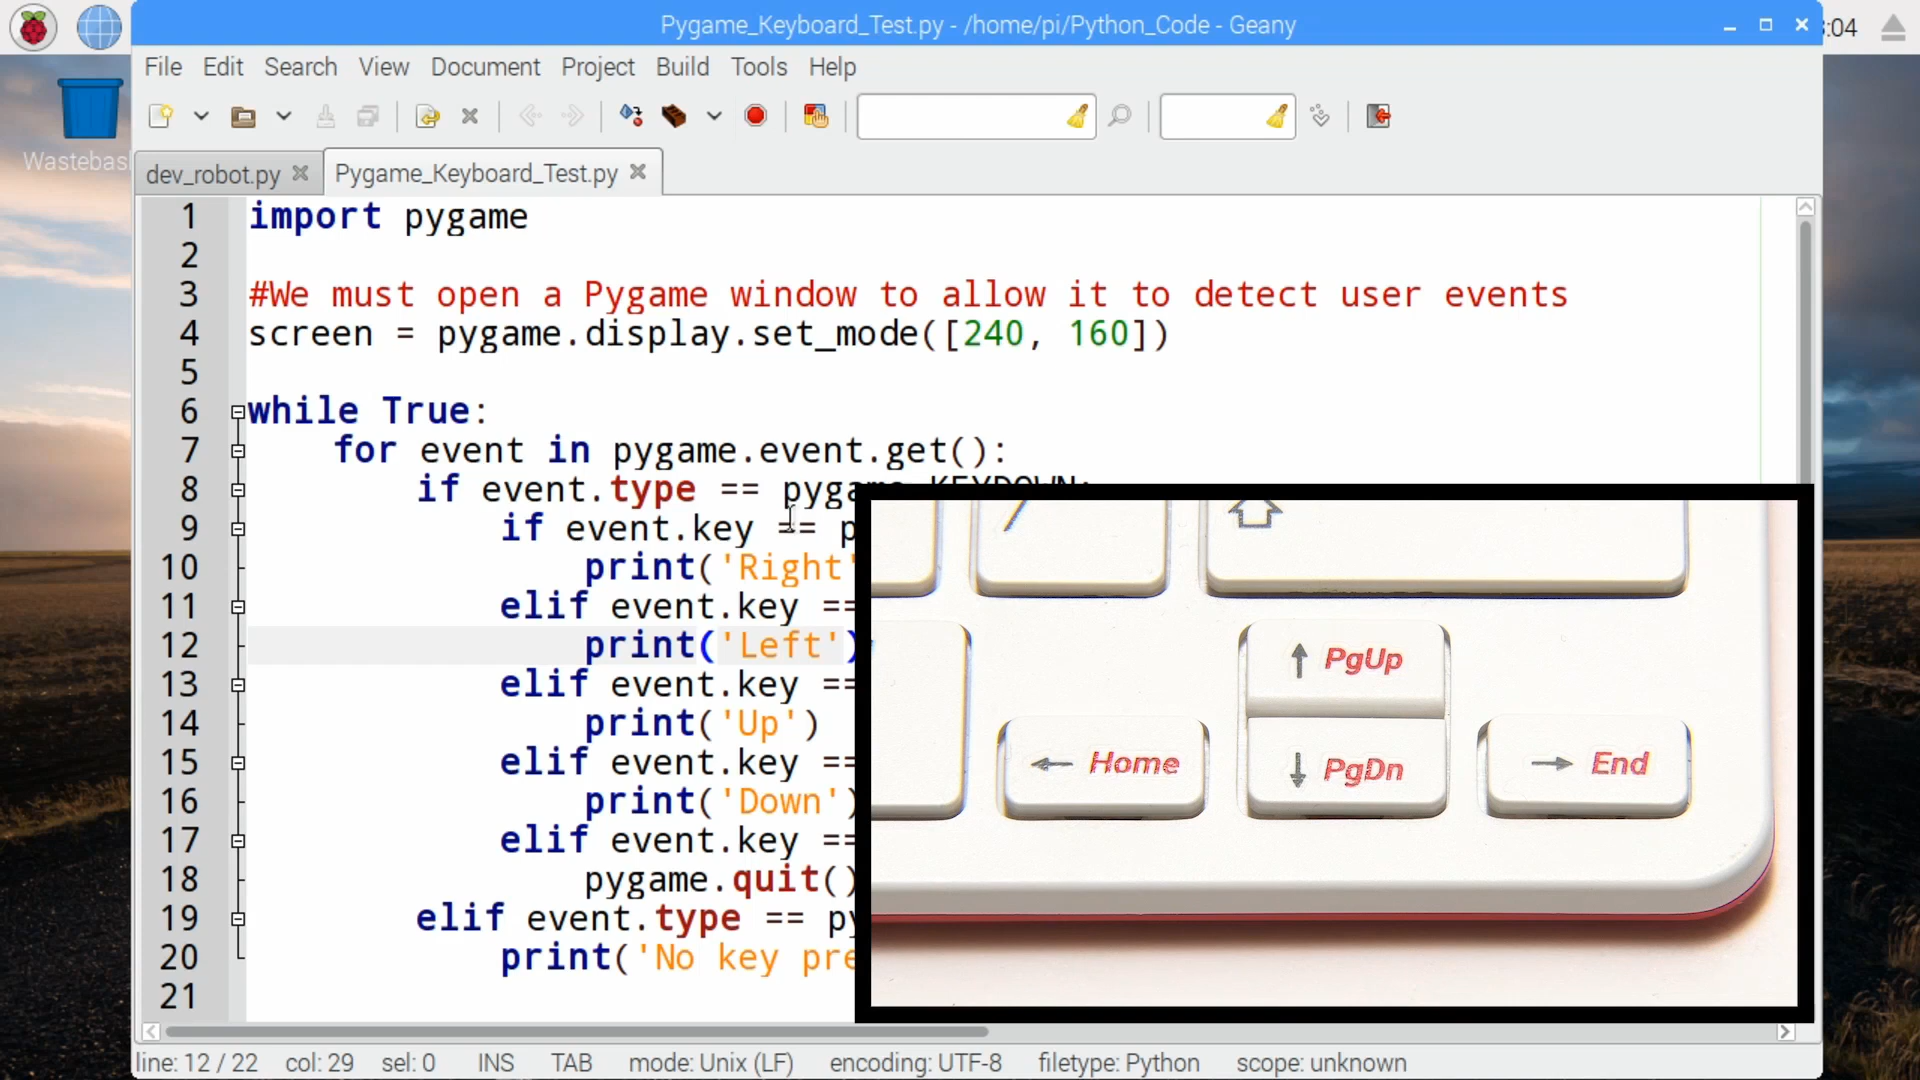 Pygame_Keyboard_Test.py - /home/pi/Python_Code - Geany
:04
File Edit Search View Document Project Build Tools Help
dev_robot.py Pygame_Keyboard_Test.py
1 import pygame
2
3 #We must open a Pygame window to allow it to detect user events
4 screen = pygame.display.set_mode([240, 160])
5
6 while True:
7 for event in pygame.event.get():
8 if event.type == pygame.KEYDOWN:
9 if event.key == p
10 print('Right'
11 elif event.key ==
12 print('Left')
13 elif event.key ==
14 print('Up')
15 elif event.key ==
16 print('Down')
17 elif event.key ==
18 pygame.quit()
19 elif event.type == py
20 print('No key pre
21
/
↑ PgUp
← Home
↓ PgDn
→ End
line: 12 / 22 col: 29 sel: 0 INS TAB mode: Unix (LF) encoding: UTF-8 filetype: Python scope: unknown